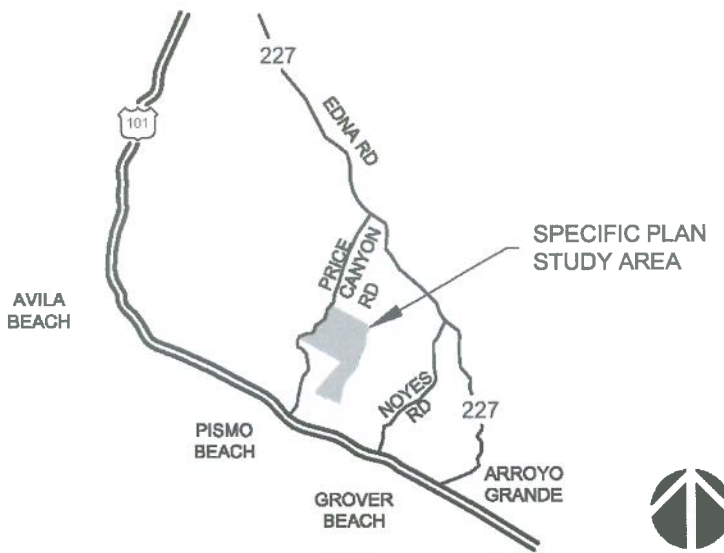 227
101
EDNA RD
PRICE
CANYON
RD
SPECIFIC PLAN
STUDY AREA
AVILA
BEACH
NOYES
RD
227
PISMO
BEACH
ARROYO
GRANDE
GROVER
BEACH